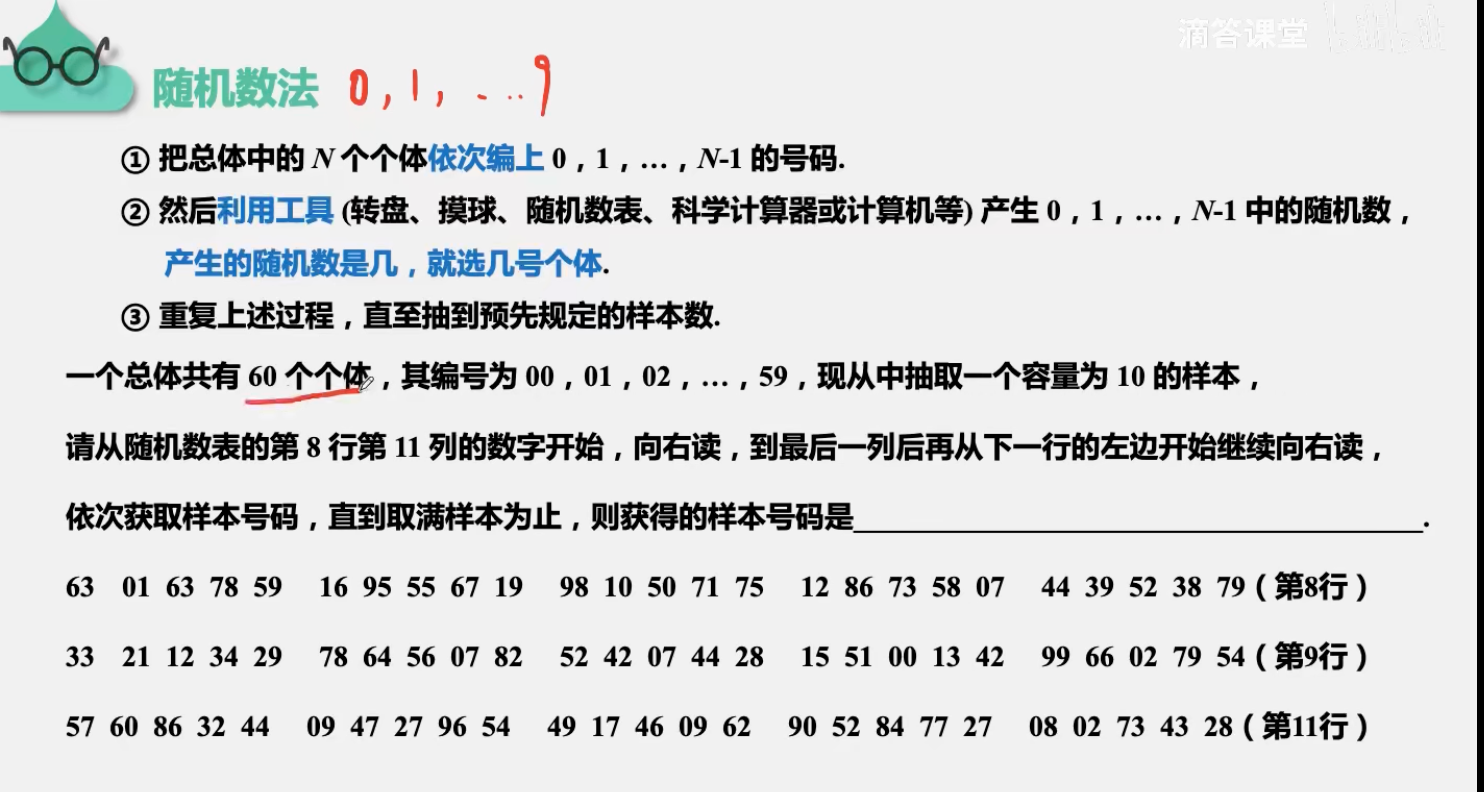 滴答课堂
随机数法 0,1,...9
① 把总体中的 N 个个体依次编上 0，1，…，N-1 的号码.
② 然后利用工具 (转盘、摸球、随机数表、科学计算器或计算机等) 产生 0，1，…，N-1 中的随机数，
产生的随机数是几，就选几号个体.
③ 重复上述过程，直至抽到预先规定的样本数.
一个总体共有 60 个个体，其编号为 00，01，02，…，59，现从中抽取一个容量为 10 的样本，
请从随机数表的第 8 行第 11 列的数字开始，向右读，到最后一列后再从下一行的左边开始继续向右读，
依次获取样本号码，直到取满样本为止，则获得的样本号码是____________________.
63 01 63 78 59 16 95 55 67 19 98 10 50 71 75 12 86 73 58 07 44 39 52 38 79（第8行）
33 21 12 34 29 78 64 56 07 82 52 42 07 44 28 15 51 00 13 42 99 66 02 79 54（第9行）
57 60 86 32 44 09 47 27 96 54 49 17 46 09 62 90 52 84 77 27 08 02 73 43 28（第11行）